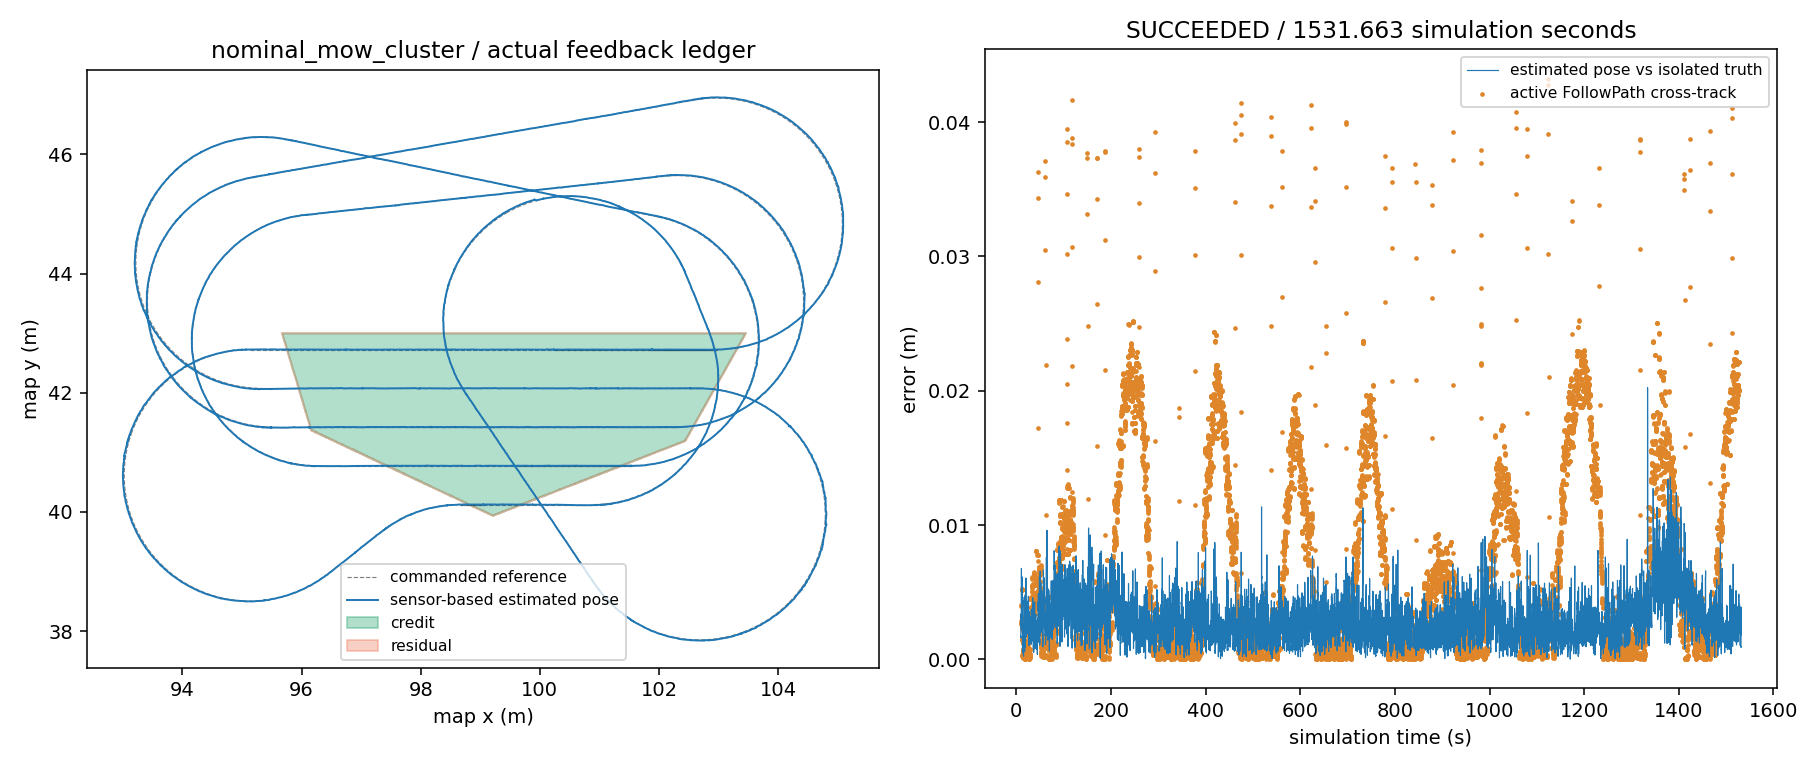 nominal_mow_cluster / actual feedback ledger
map y (m)
46
44
42
40
38
commanded reference
sensor-based estimated pose
credit
residual
94 96 98 100 102 104
map x (m)
SUCCEEDED / 1531.663 simulation seconds
estimated pose vs isolated truth
active FollowPath cross-track
error (m)
0.04
0.03
0.02
0.01
0.00
0 200 400 600 800 1000 1200 1400 1600
simulation time (s)